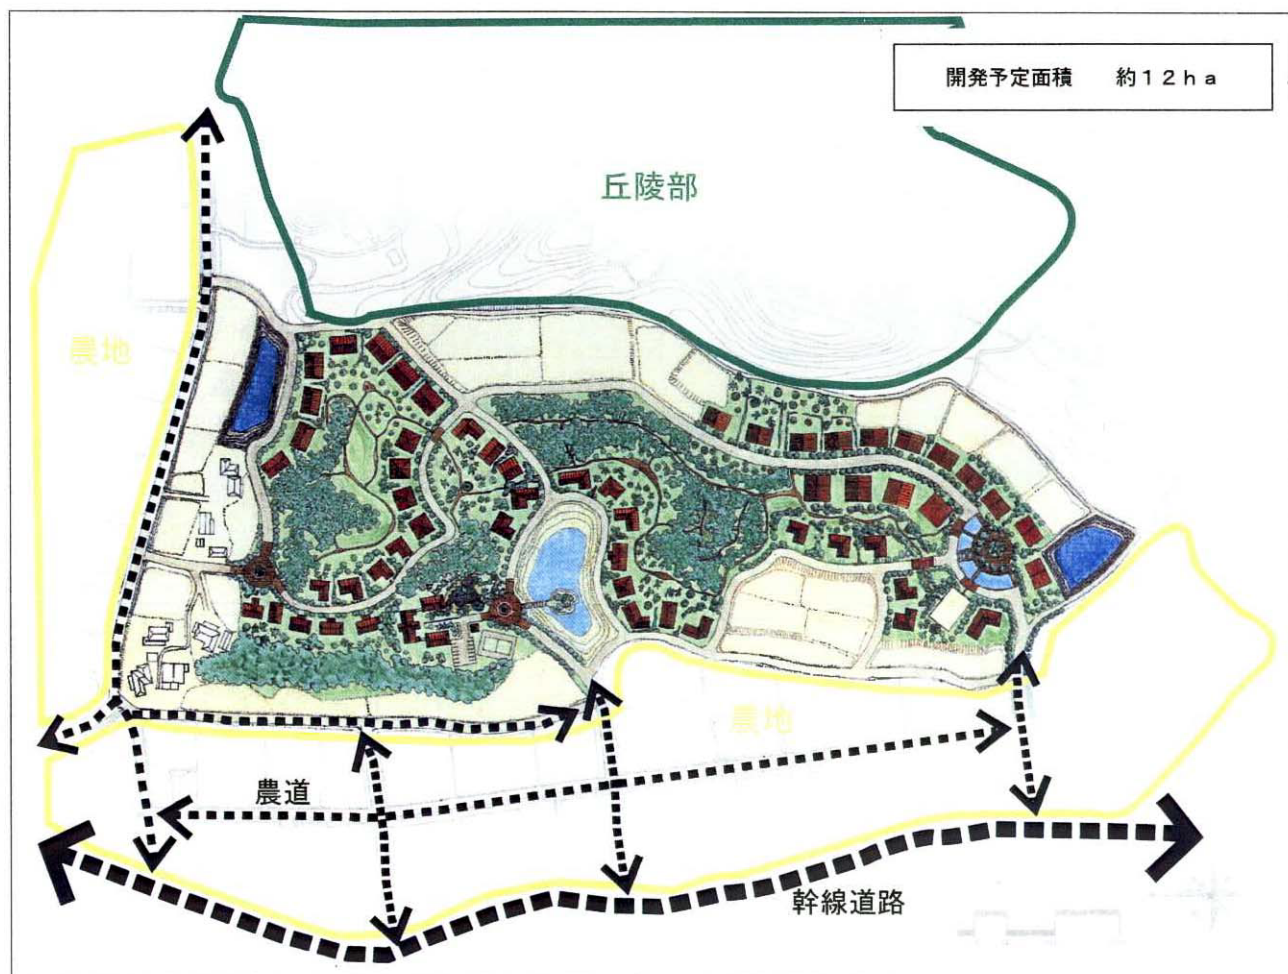 開発予定面積　　約１２ｈａ
丘陵部
農地
農地
農道
幹線道路